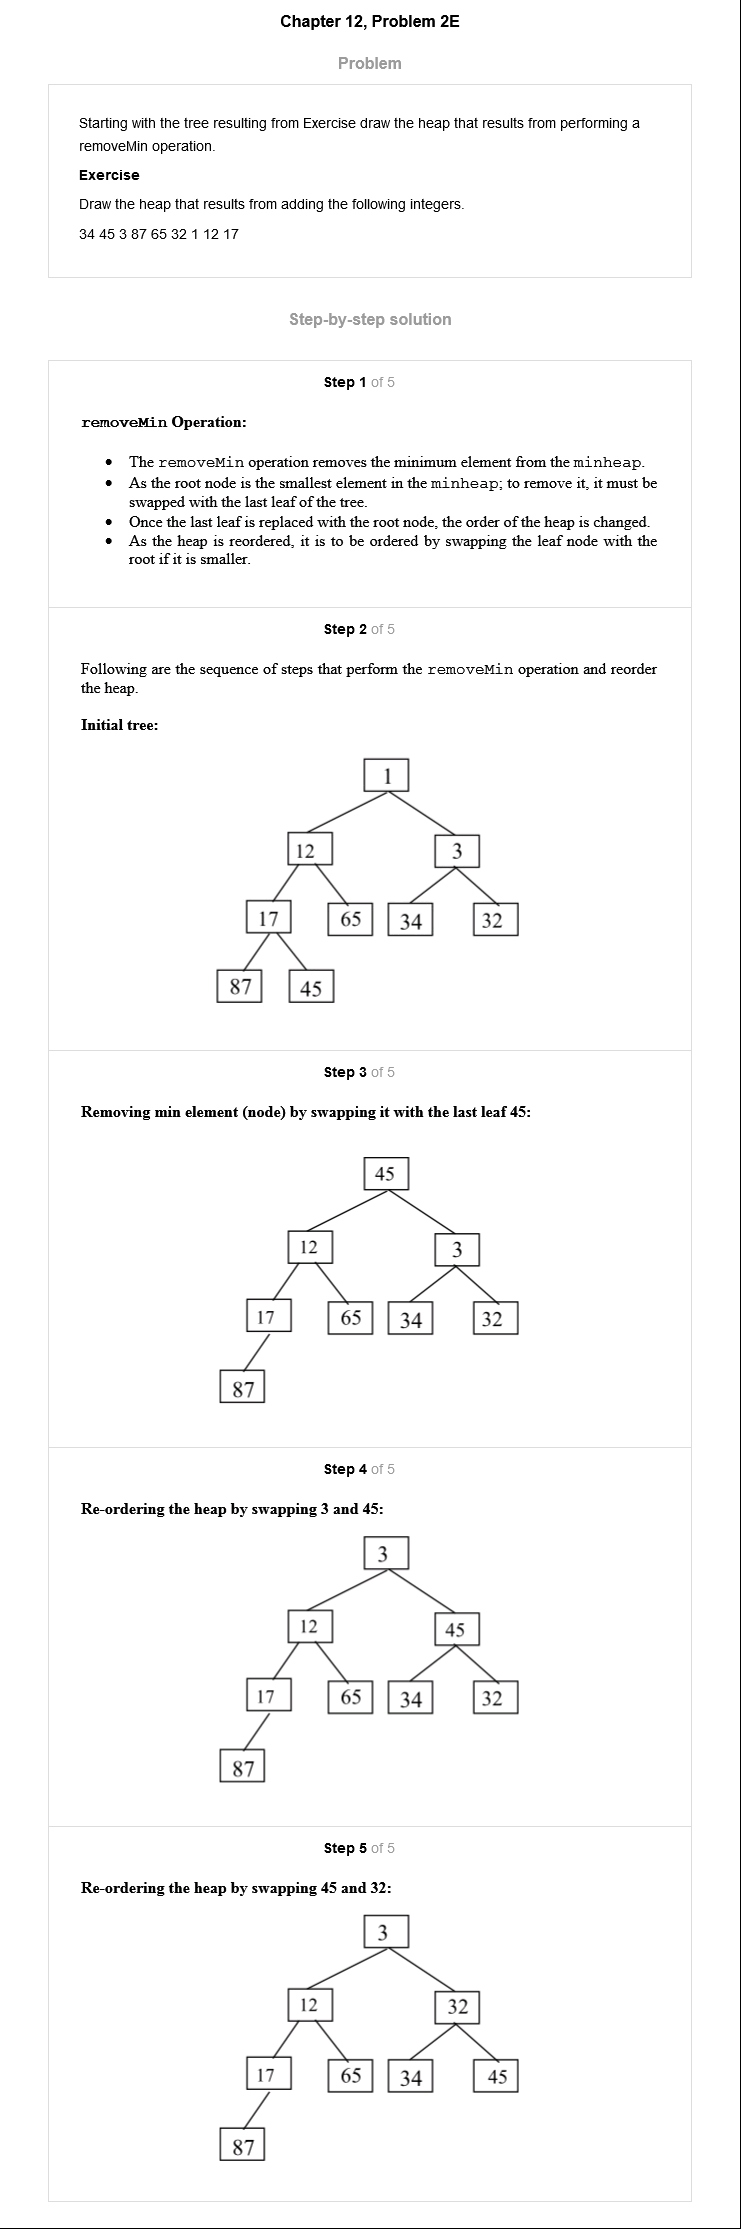 Chapter 12, Problem 2E
Problem
Starting with the tree resulting from Exercise draw the heap that results from performing a
removeMin operation.
Exercise
Draw the heap that results from adding the following integers.
34 45 3 87 65 32 1 12 17
Step-by-step solution
Step 1 of 5
removeMin Operation:
• The removeMin operation removes the minimum element from the minheap.
• As the root node is the smallest element in the minheap; to remove it, it must be
swapped with the last leaf of the tree.
• Once the last leaf is replaced with the root node, the order of the heap is changed.
• As the heap is reordered, it is to be ordered by swapping the leaf node with the
root if it is smaller.
Step 2 of 5
Following are the sequence of steps that perform the removeMin operation and reorder
the heap.
Initial tree:
1
12 3
17 65 34 32
87 45
Step 3 of 5
Removing min element (node) by swapping it with the last leaf 45:
45
12 3
17 65 34 32
87
Step 4 of 5
Re-ordering the heap by swapping 3 and 45:
3
12 45
17 65 34 32
87
Step 5 of 5
Re-ordering the heap by swapping 45 and 32:
3
12 32
17 65 34 45
87